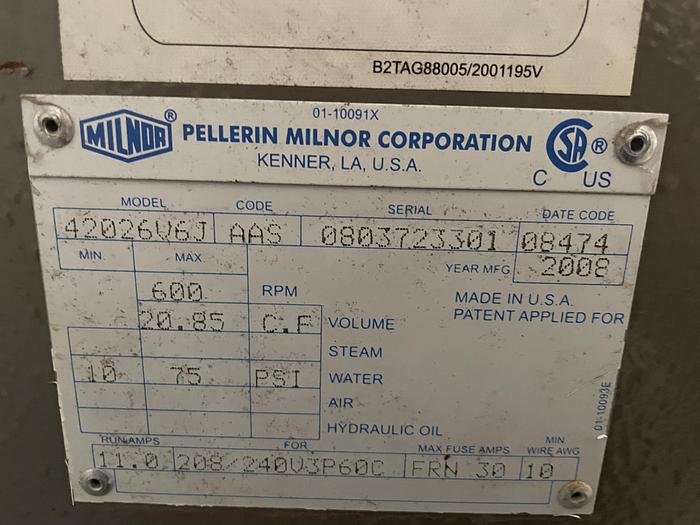 B2TAG88005/2001195V
01-10091X
MILNOR® PELLERIN MILNOR CORPORATION SA®
KENNER, LA, U.S.A.
C US
MODEL CODE SERIAL DATE CODE
42026V6J AAS 0803723301 08474
MIN. MAX YEAR MFG 2008
600 RPM MADE IN U.S.A.
20.85 C.F VOLUME PATENT APPLIED FOR
STEAM
10 75 PSI WATER
AIR
HYDRAULIC OIL
01-10093E
RUN AMPS FOR MAX FUSE AMPS MIN WIRE AWG
11.0 208/240V3P60C FRN 30 10